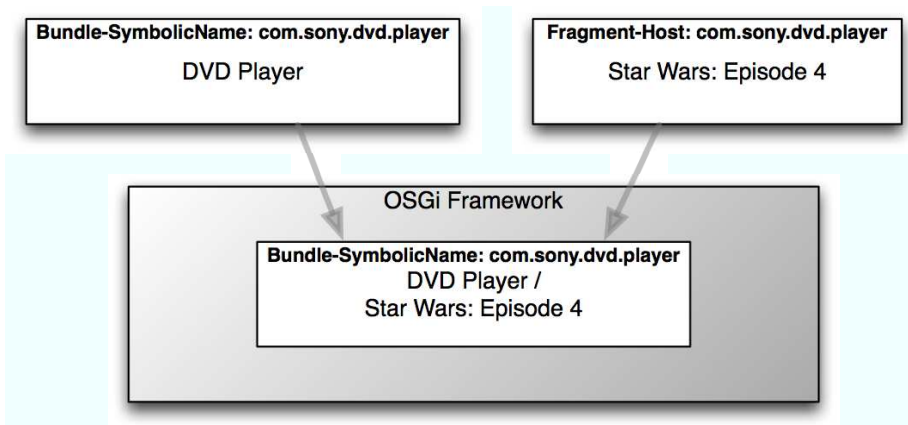 Bundle-SymbolicName: com.sony.dvd.player
DVD Player
Fragment-Host: com.sony.dvd.player
Star Wars: Episode 4
OSGi Framework
Bundle-SymbolicName: com.sony.dvd.player
DVD Player /
Star Wars: Episode 4